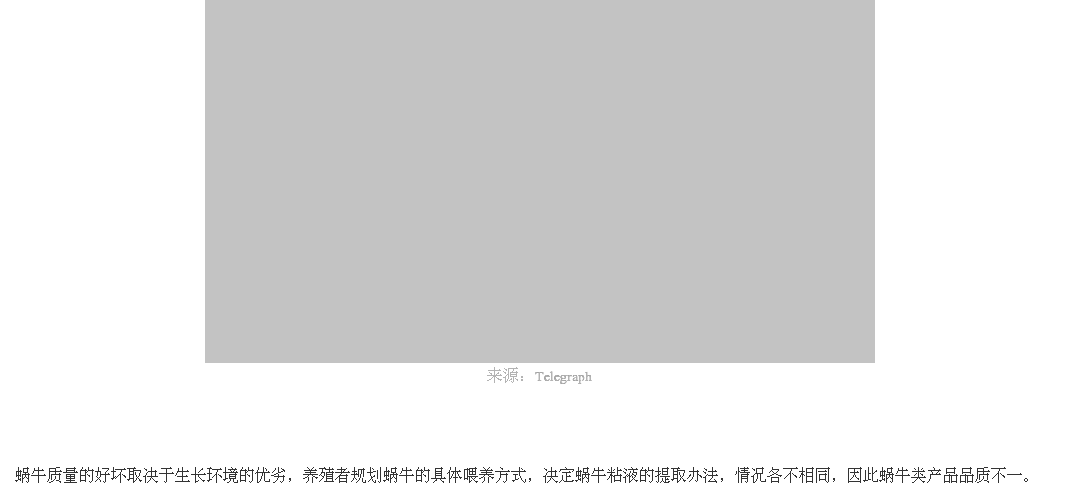 来源：Telegraph
蜗牛质量的好坏取决于生长环境的优劣，养殖者规划蜗牛的具体喂养方式，决定蜗牛粘液的提取办法，情况各不相同，因此蜗牛类产品品质不一。